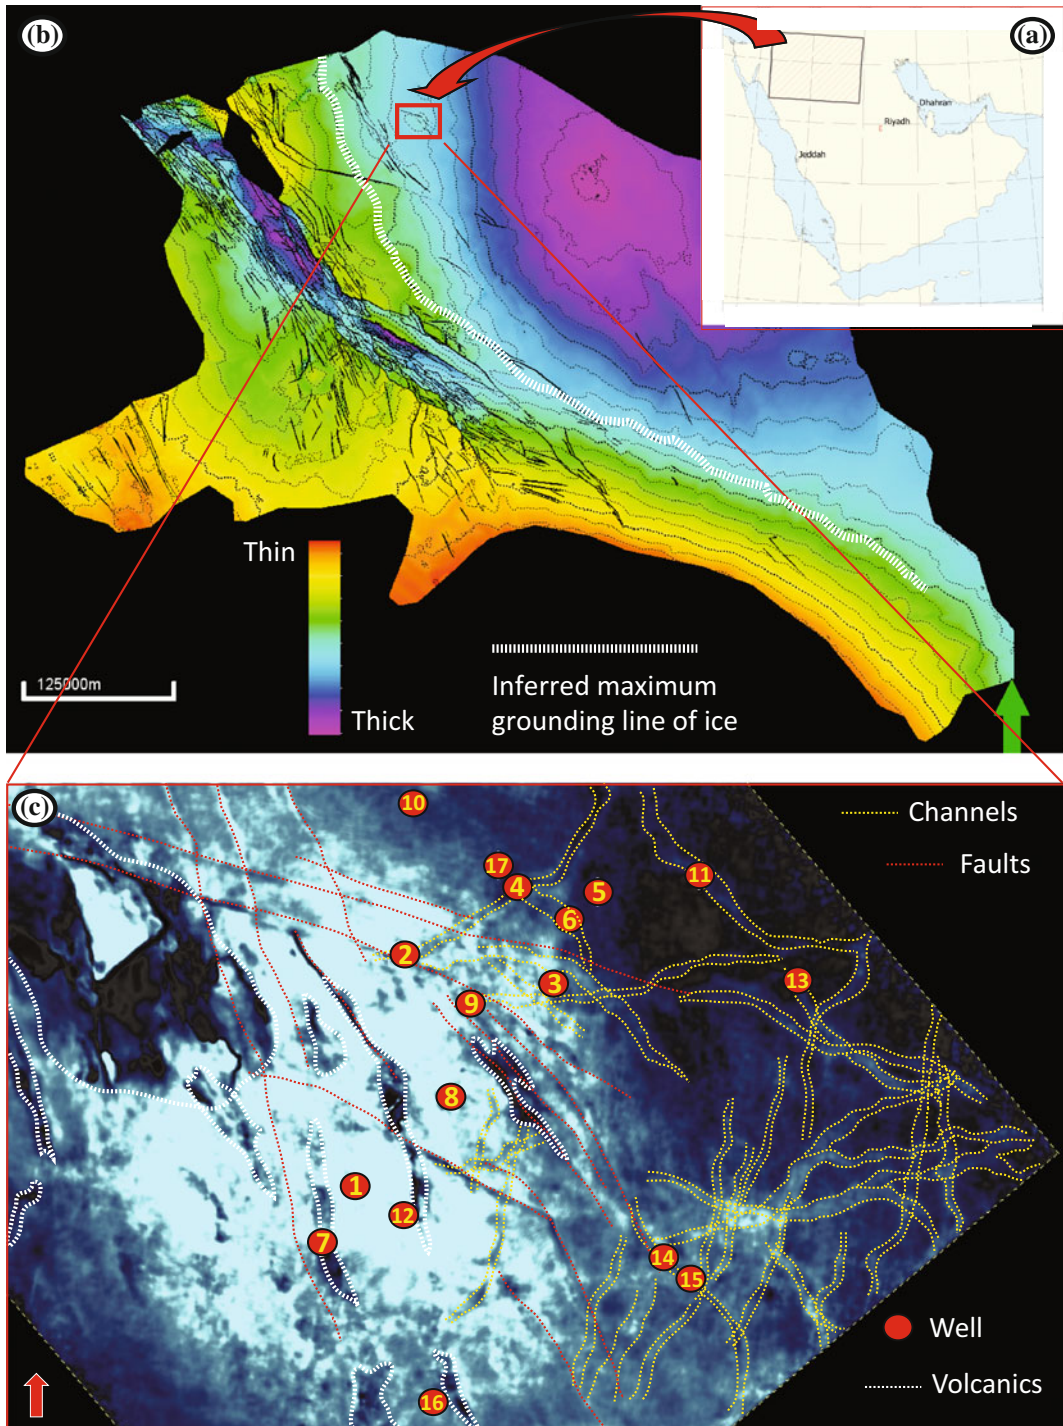 (b)
(a)
Dhahran
Riyadh
Jeddah
Thin
Thick
125000m
Inferred maximum
grounding line of ice
(c)
Channels
Faults
10
17
4
5
11
6
2
3
13
9
8
1
12
7
14
15
Well
Volcanics
16